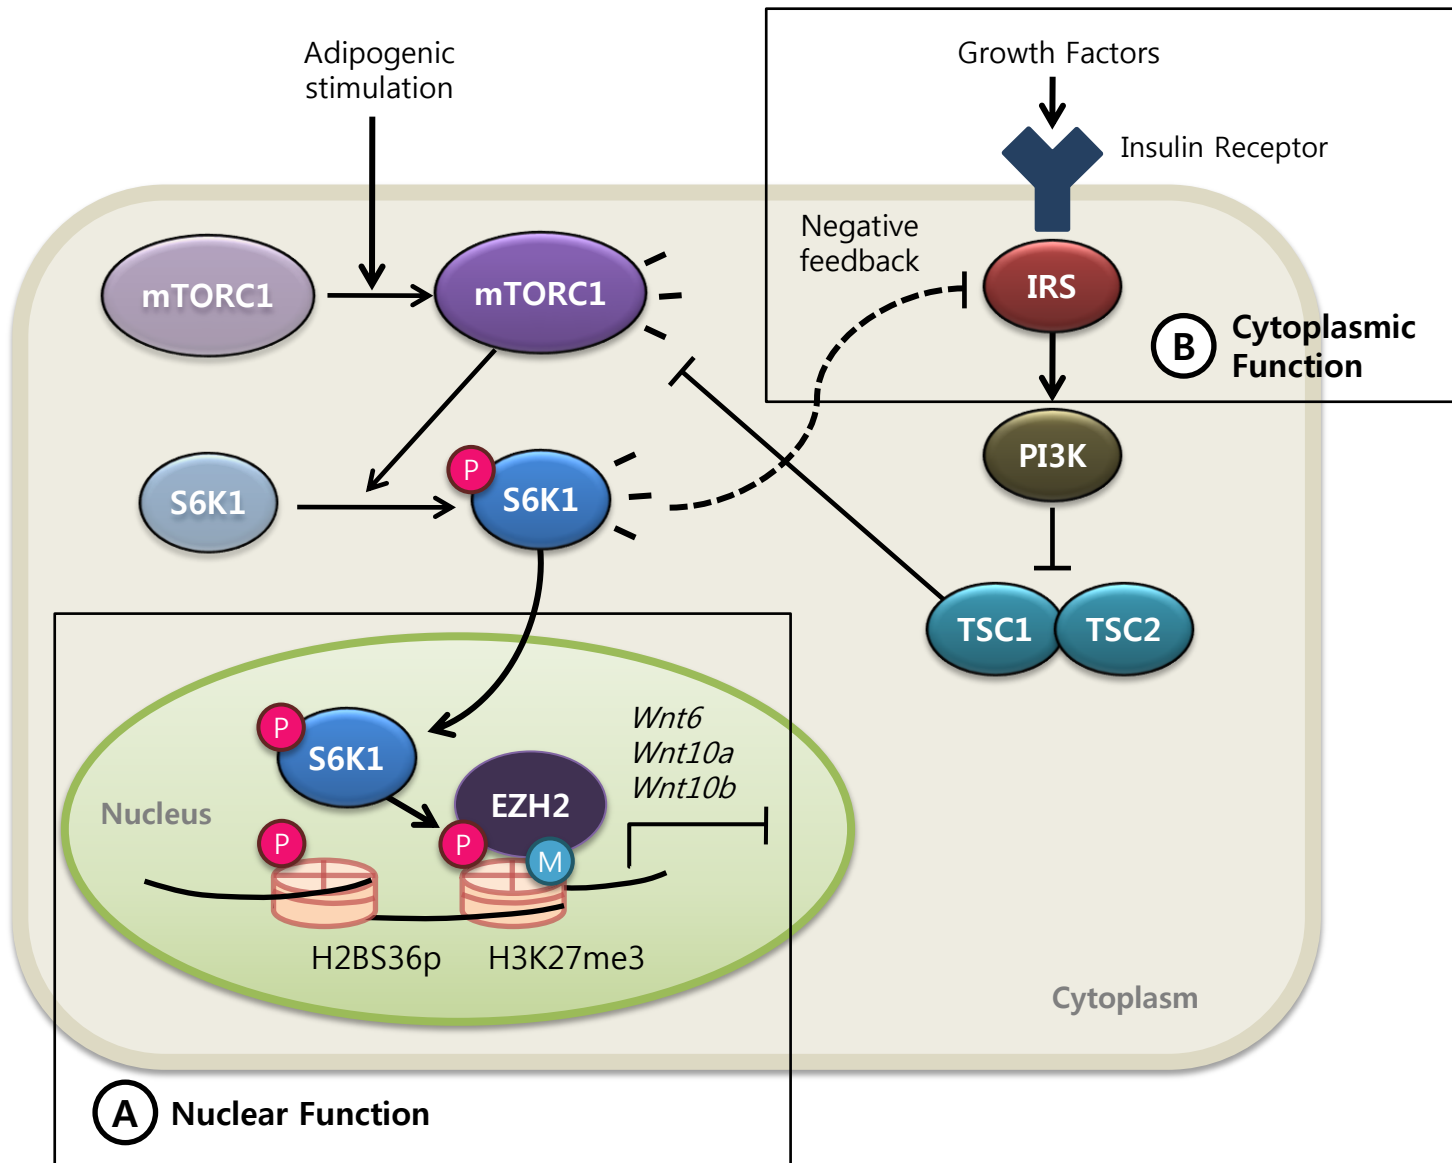 Adipogenic
stimulation
Growth Factors
Insulin Receptor
Negative
feedback
mTORC1
mTORC1
IRS
B
Cytoplasmic
Function
PI3K
S6K1
P
S6K1
TSC1
TSC2
P
S6K1
Wnt6
Wnt10a
Wnt10b
EZH2
Nucleus
P
P
M
H2BS36p
H3K27me3
Cytoplasm
A
Nuclear Function